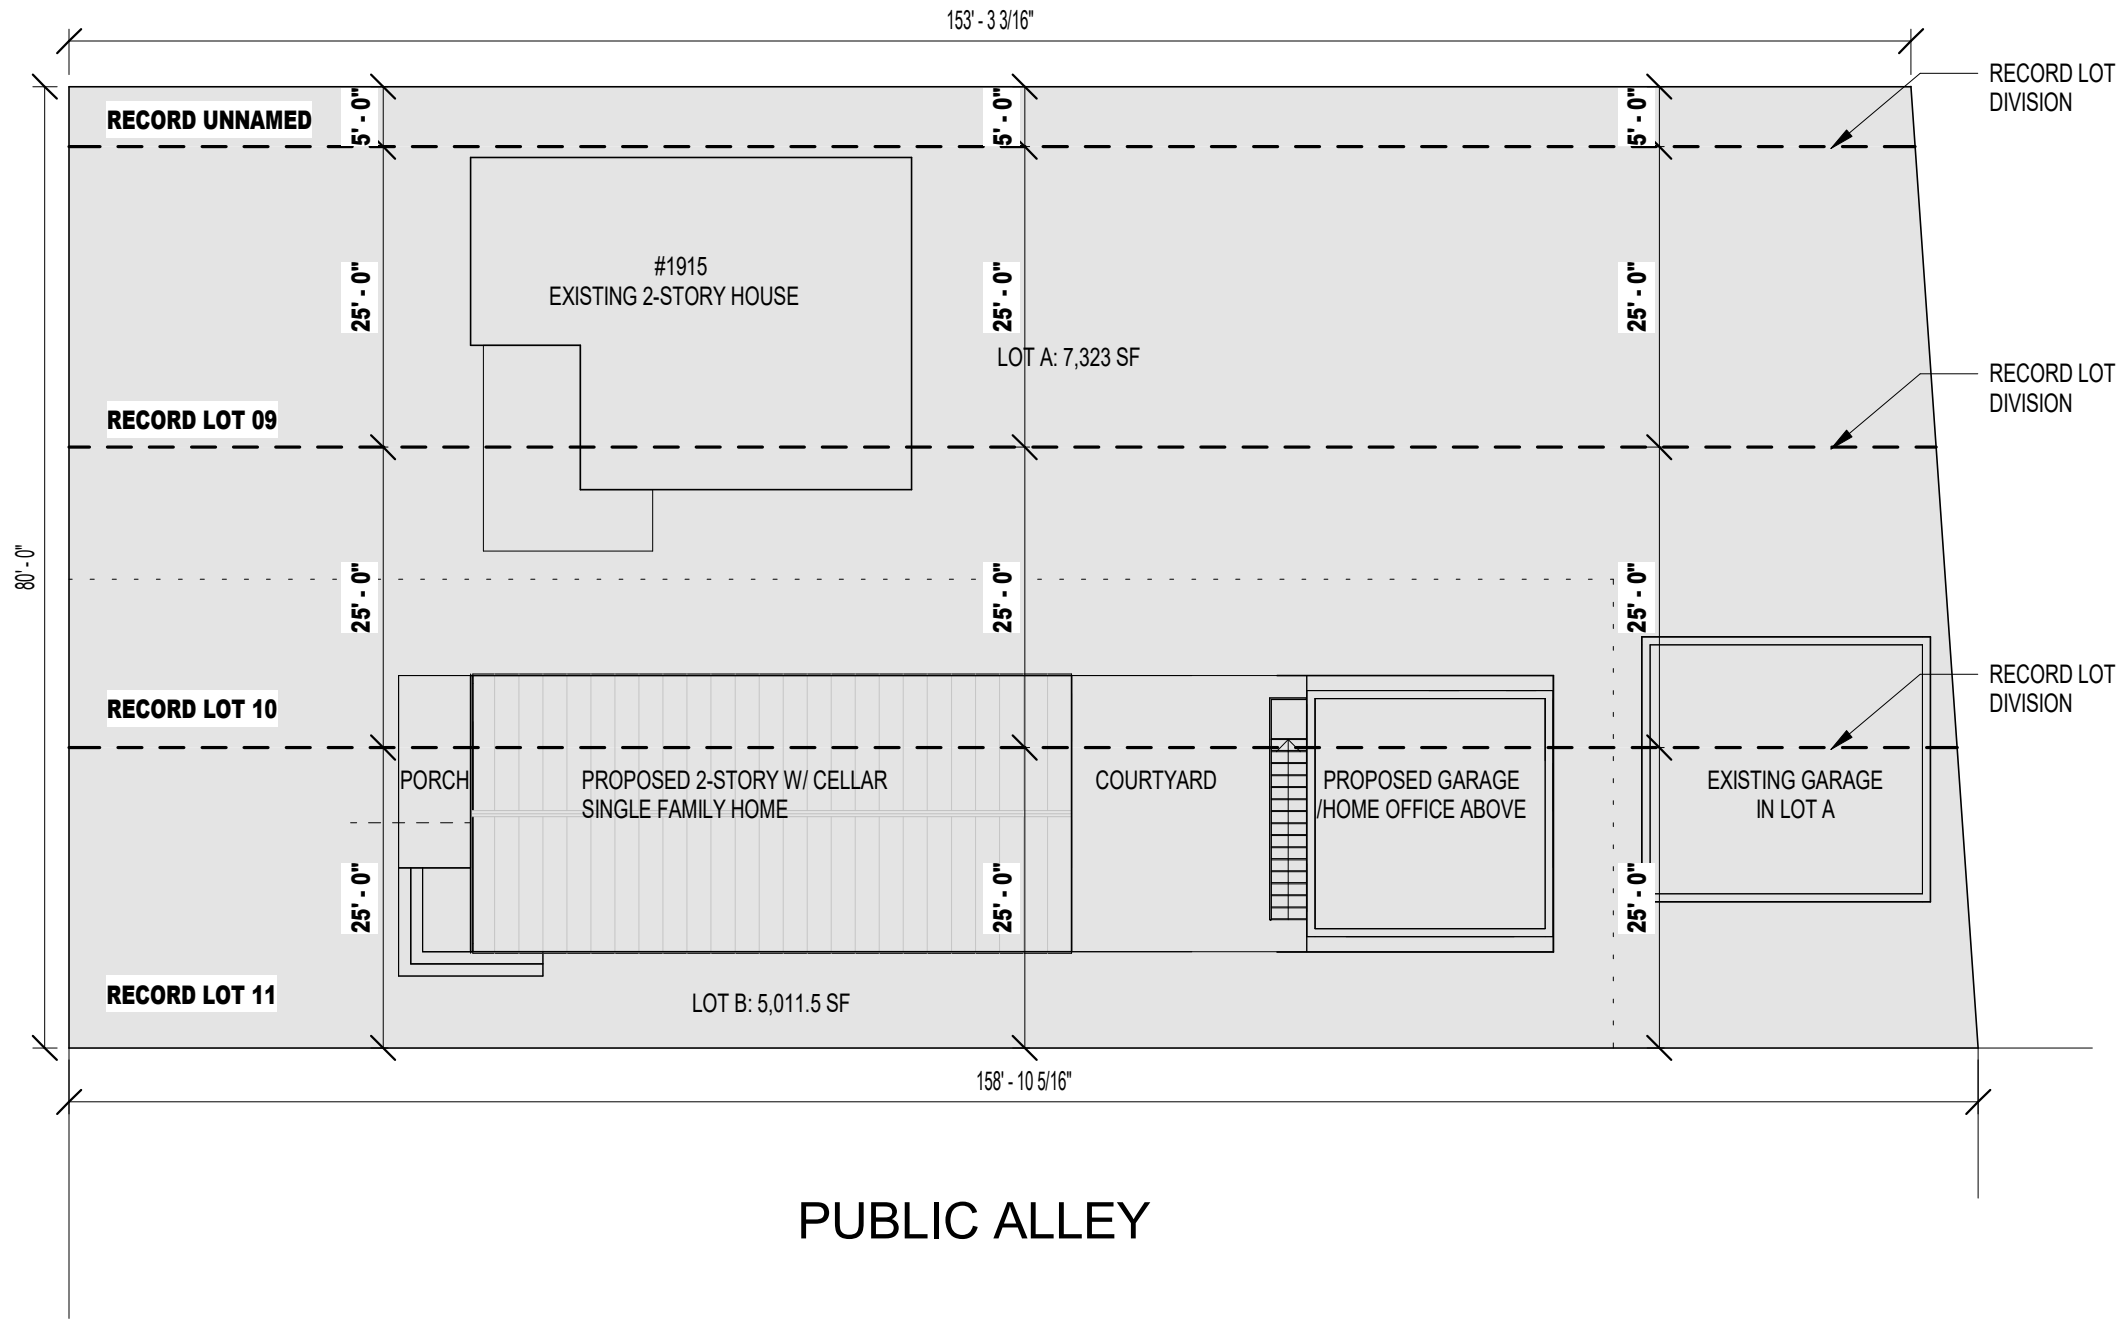 153' - 3 3/16"
RECORD LOT
DIVISION
RECORD UNNAMED
5' - 0"
5' - 0"
5' - 0"
#1915
EXISTING 2-STORY HOUSE
25' - 0"
25' - 0"
25' - 0"
LOT A: 7,323 SF
RECORD LOT
DIVISION
RECORD LOT 09
80' - 0"
25' - 0"
25' - 0"
25' - 0"
RECORD LOT
DIVISION
RECORD LOT 10
PORCH
PROPOSED 2-STORY W/ CELLAR
SINGLE FAMILY HOME
COURTYARD
PROPOSED GARAGE
/HOME OFFICE ABOVE
EXISTING GARAGE
IN LOT A
25' - 0"
25' - 0"
25' - 0"
RECORD LOT 11
LOT B: 5,011.5 SF
158' - 10 5/16"
PUBLIC ALLEY